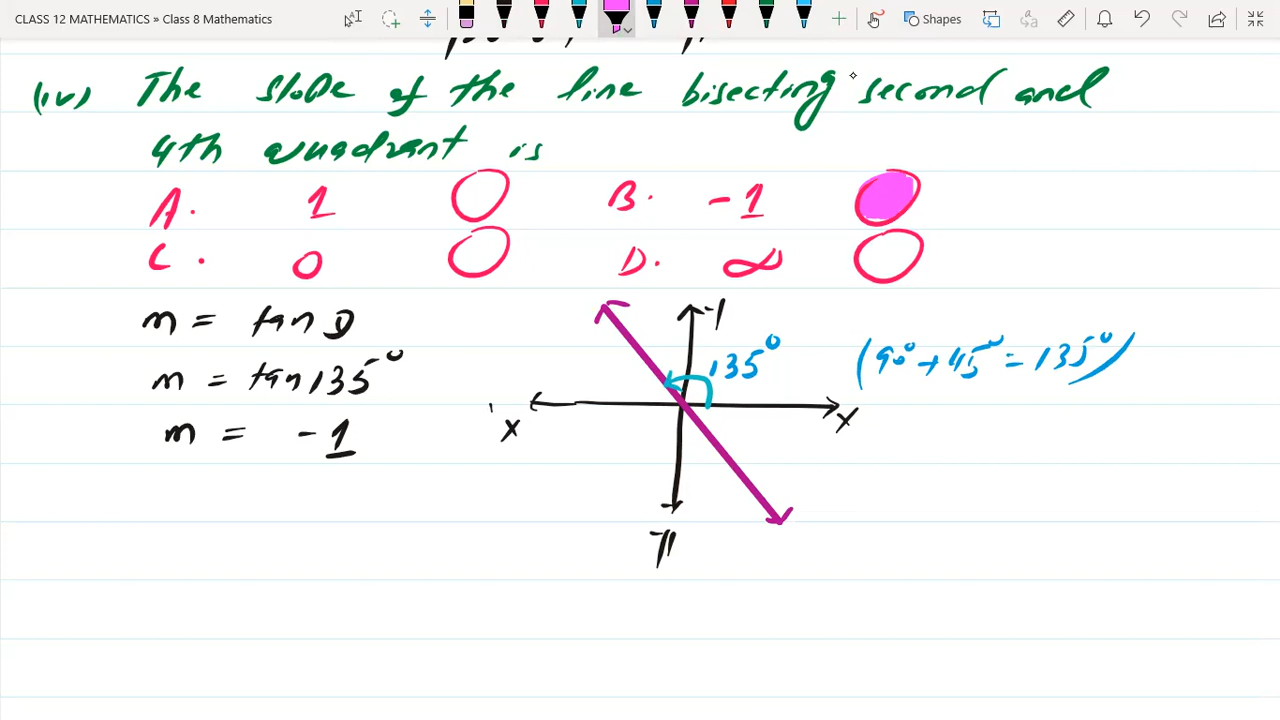 CLASS 12 MATHEMATICS » Class 8 Mathematics
Shapes
(iv) The slope of the line bisecting second and
4th quadrant is
A. 1 B. -1
C. 0 D. ∞
m = tan θ
m = tan 135°
m = -1
135°
(90° + 45° = 135°)
x
x